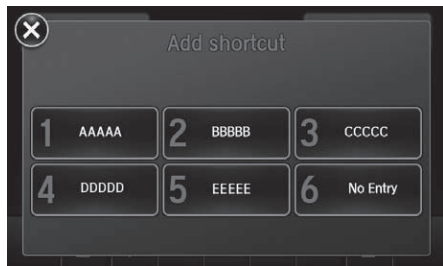 Add shortcut
1 AAAAA 2 BBBBB 3 CCCCC
4 DDDDD 5 EEEEE 6 No Entry